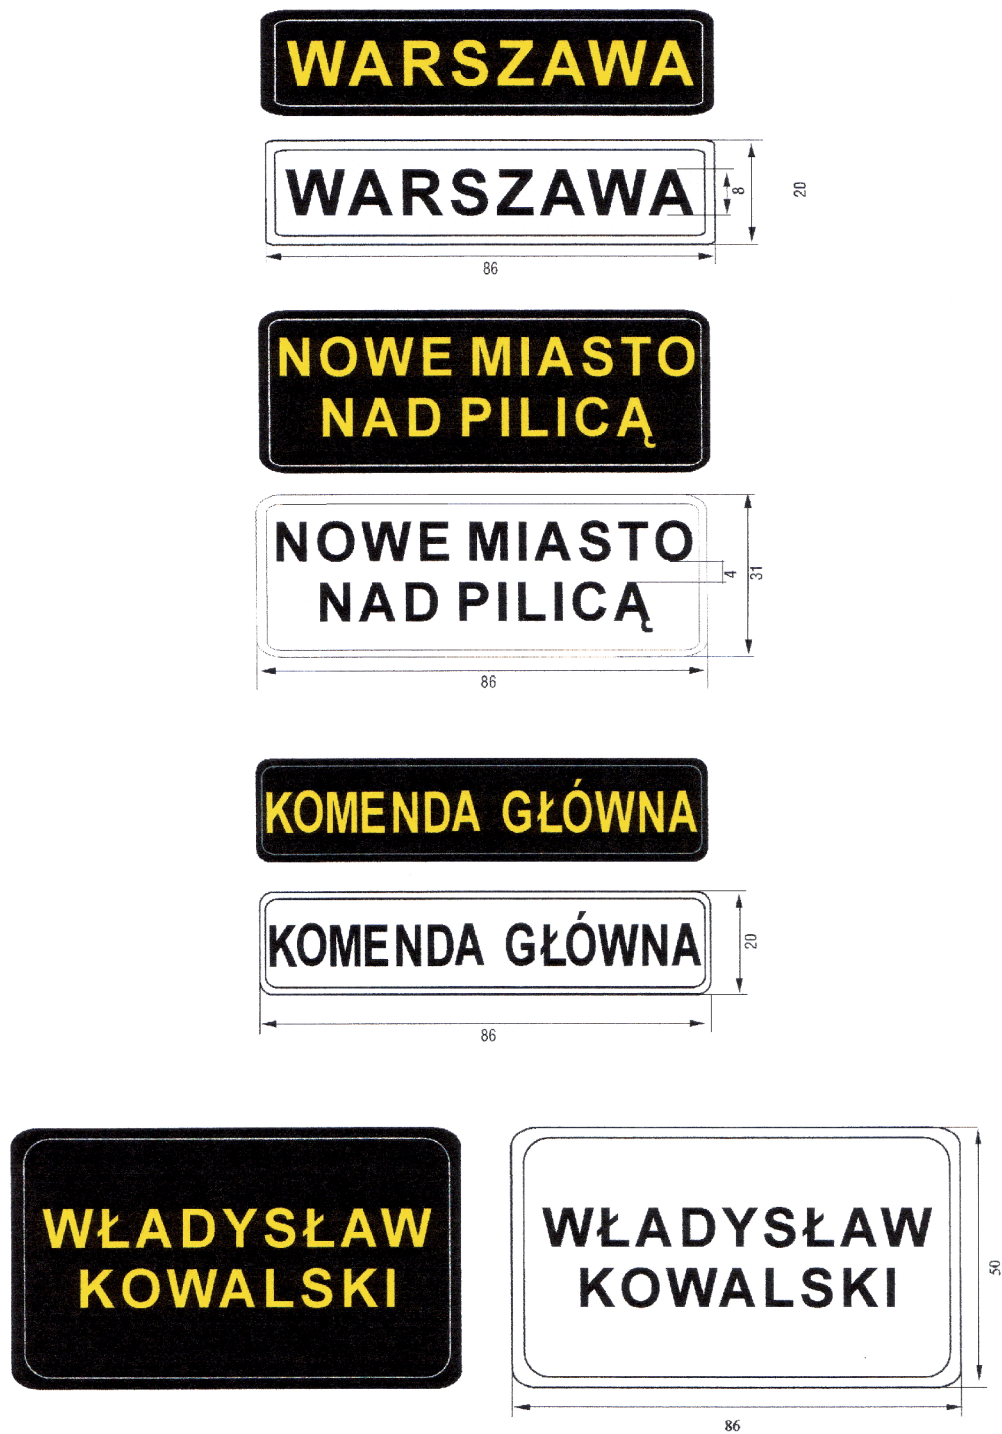 WARSZAWA
WARSZAWA
8
20
86
NOWE MIASTO
NAD PILICĄ
NOWE MIASTO
NAD PILICĄ
4
31
86
KOMENDA GŁÓWNA
KOMENDA GŁÓWNA
20
86
WŁADYSŁAW
KOWALSKI
WŁADYSŁAW
KOWALSKI
50
86